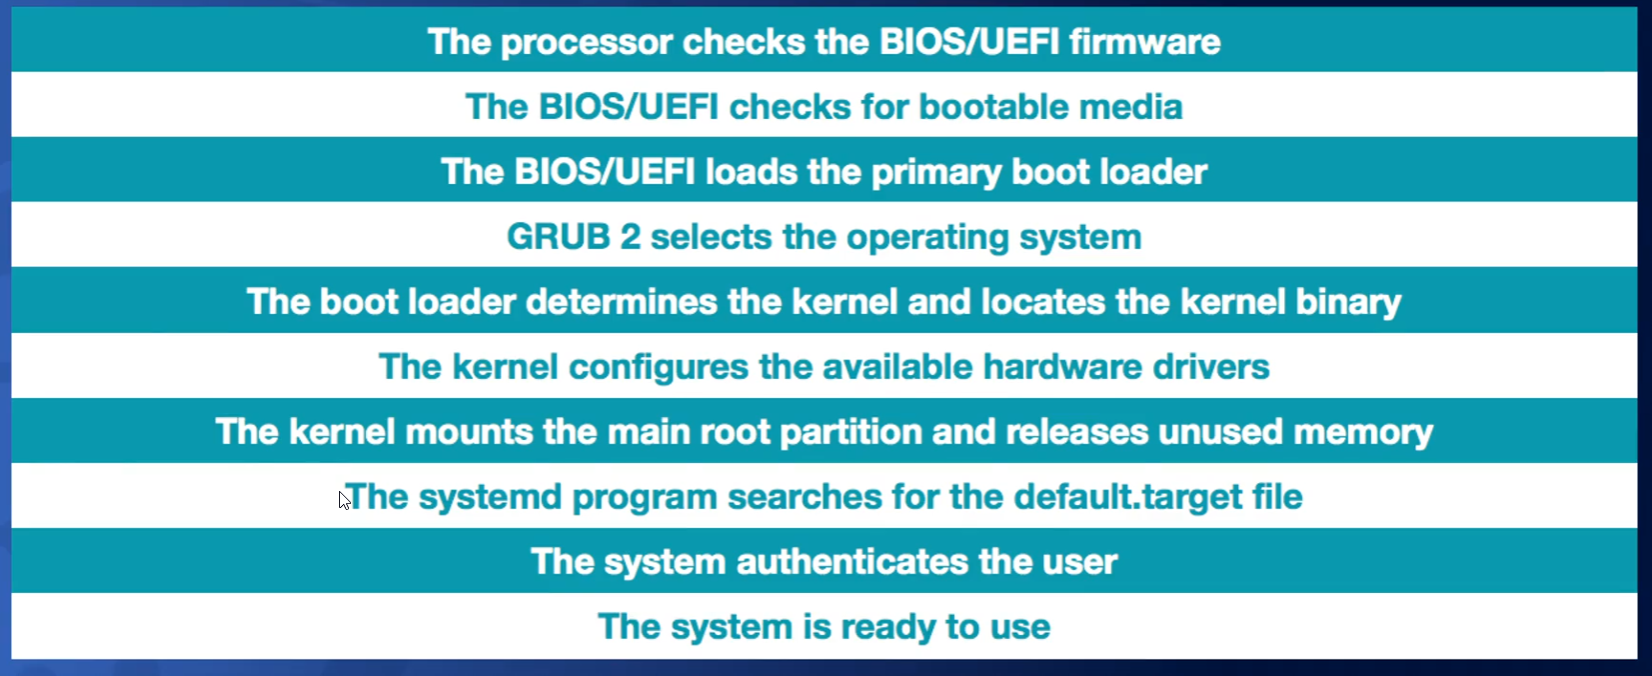 The processor checks the BIOS/UEFI firmware
The BIOS/UEFI checks for bootable media
The BIOS/UEFI loads the primary boot loader
GRUB 2 selects the operating system
The boot loader determines the kernel and locates the kernel binary
The kernel configures the available hardware drivers
The kernel mounts the main root partition and releases unused memory
The systemd program searches for the default.target file
The system authenticates the user
The system is ready to use